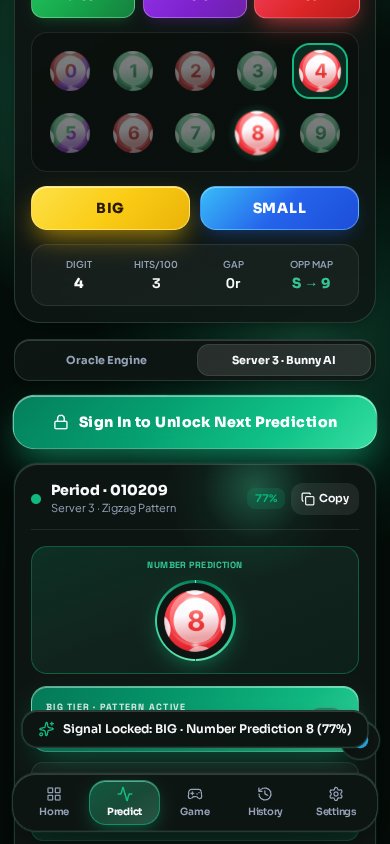 0 1 2 3 4
5 6 7 8 9
BIG SMALL
DIGIT HITS/100 GAP OPP MAP
4 3 0r S → 9
Oracle Engine Server 3 · Bunny AI
Sign In to Unlock Next Prediction
Period · 010209
Server 3 · Zigzag Pattern
77% Copy
NUMBER PREDICTION
8
BIG TIER · PATTERN ACTIVE
Signal Locked: BIG · Number Prediction 8 (77%)
Home Predict Game History Settings